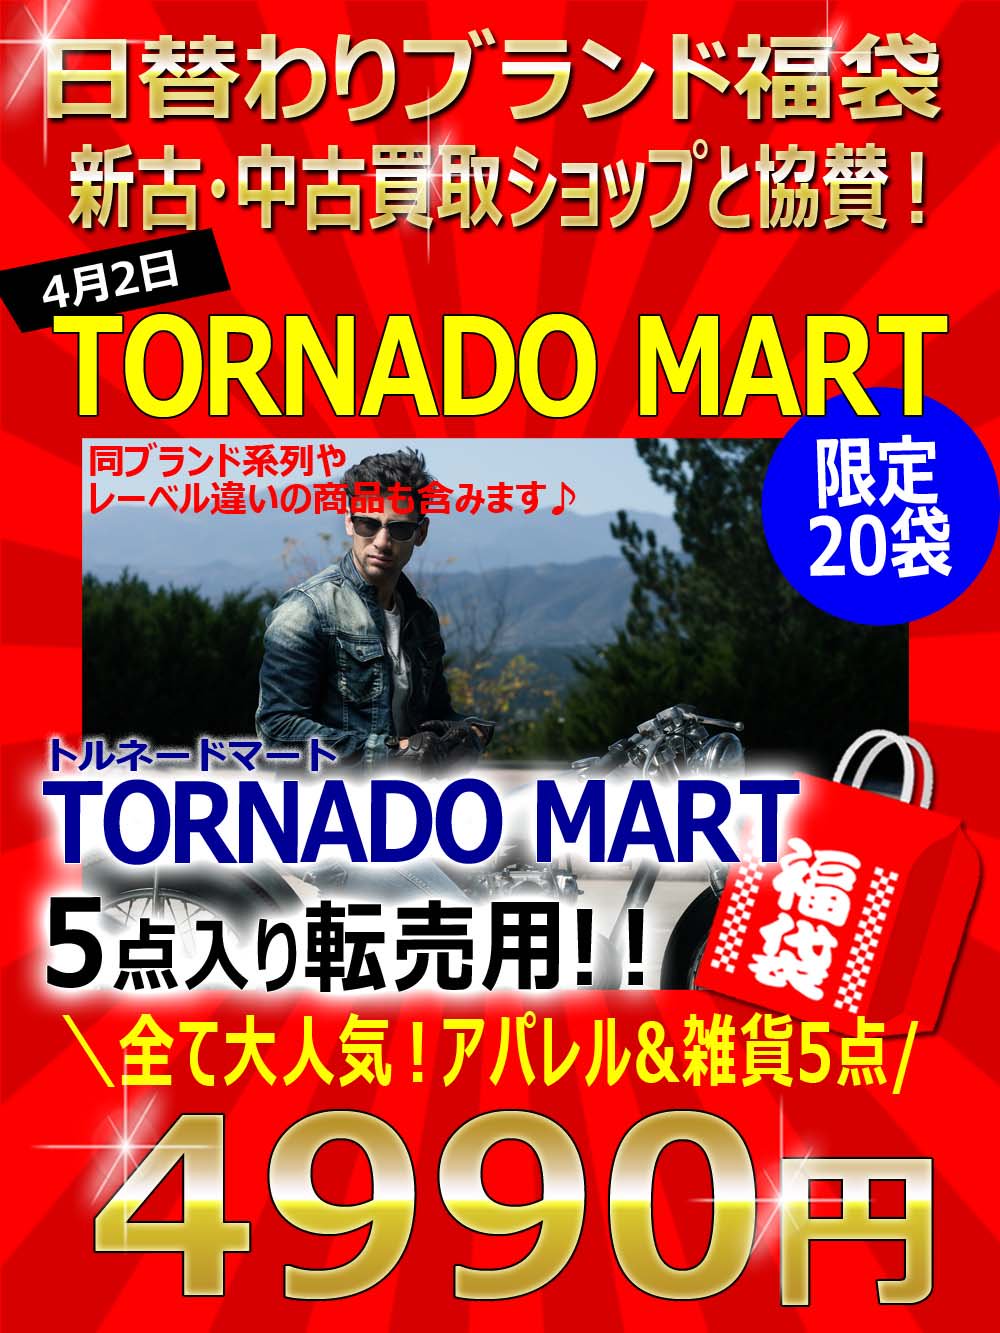 日替わりブランド福袋
新古・中古買取ショップと協賛！
4月2日
TORNADO MART
同ブランド系列や
レーベル違いの商品も含みます♪
限定
20袋
トルネードマート
TORNADO MART
5点入り転売用！！
福袋
＼全て大人気！アパレル&雑貨5点/
4990円